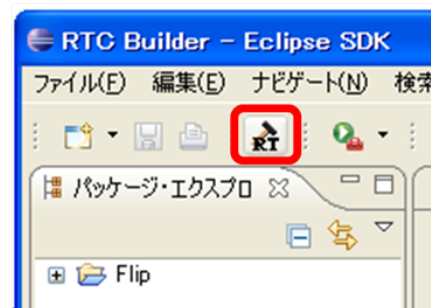 RTC Builder - Eclipse SDK
ファイル(F) 編集(E) ナビゲート(N) 検索
RT
パッケージ・エクスプロ
Flip